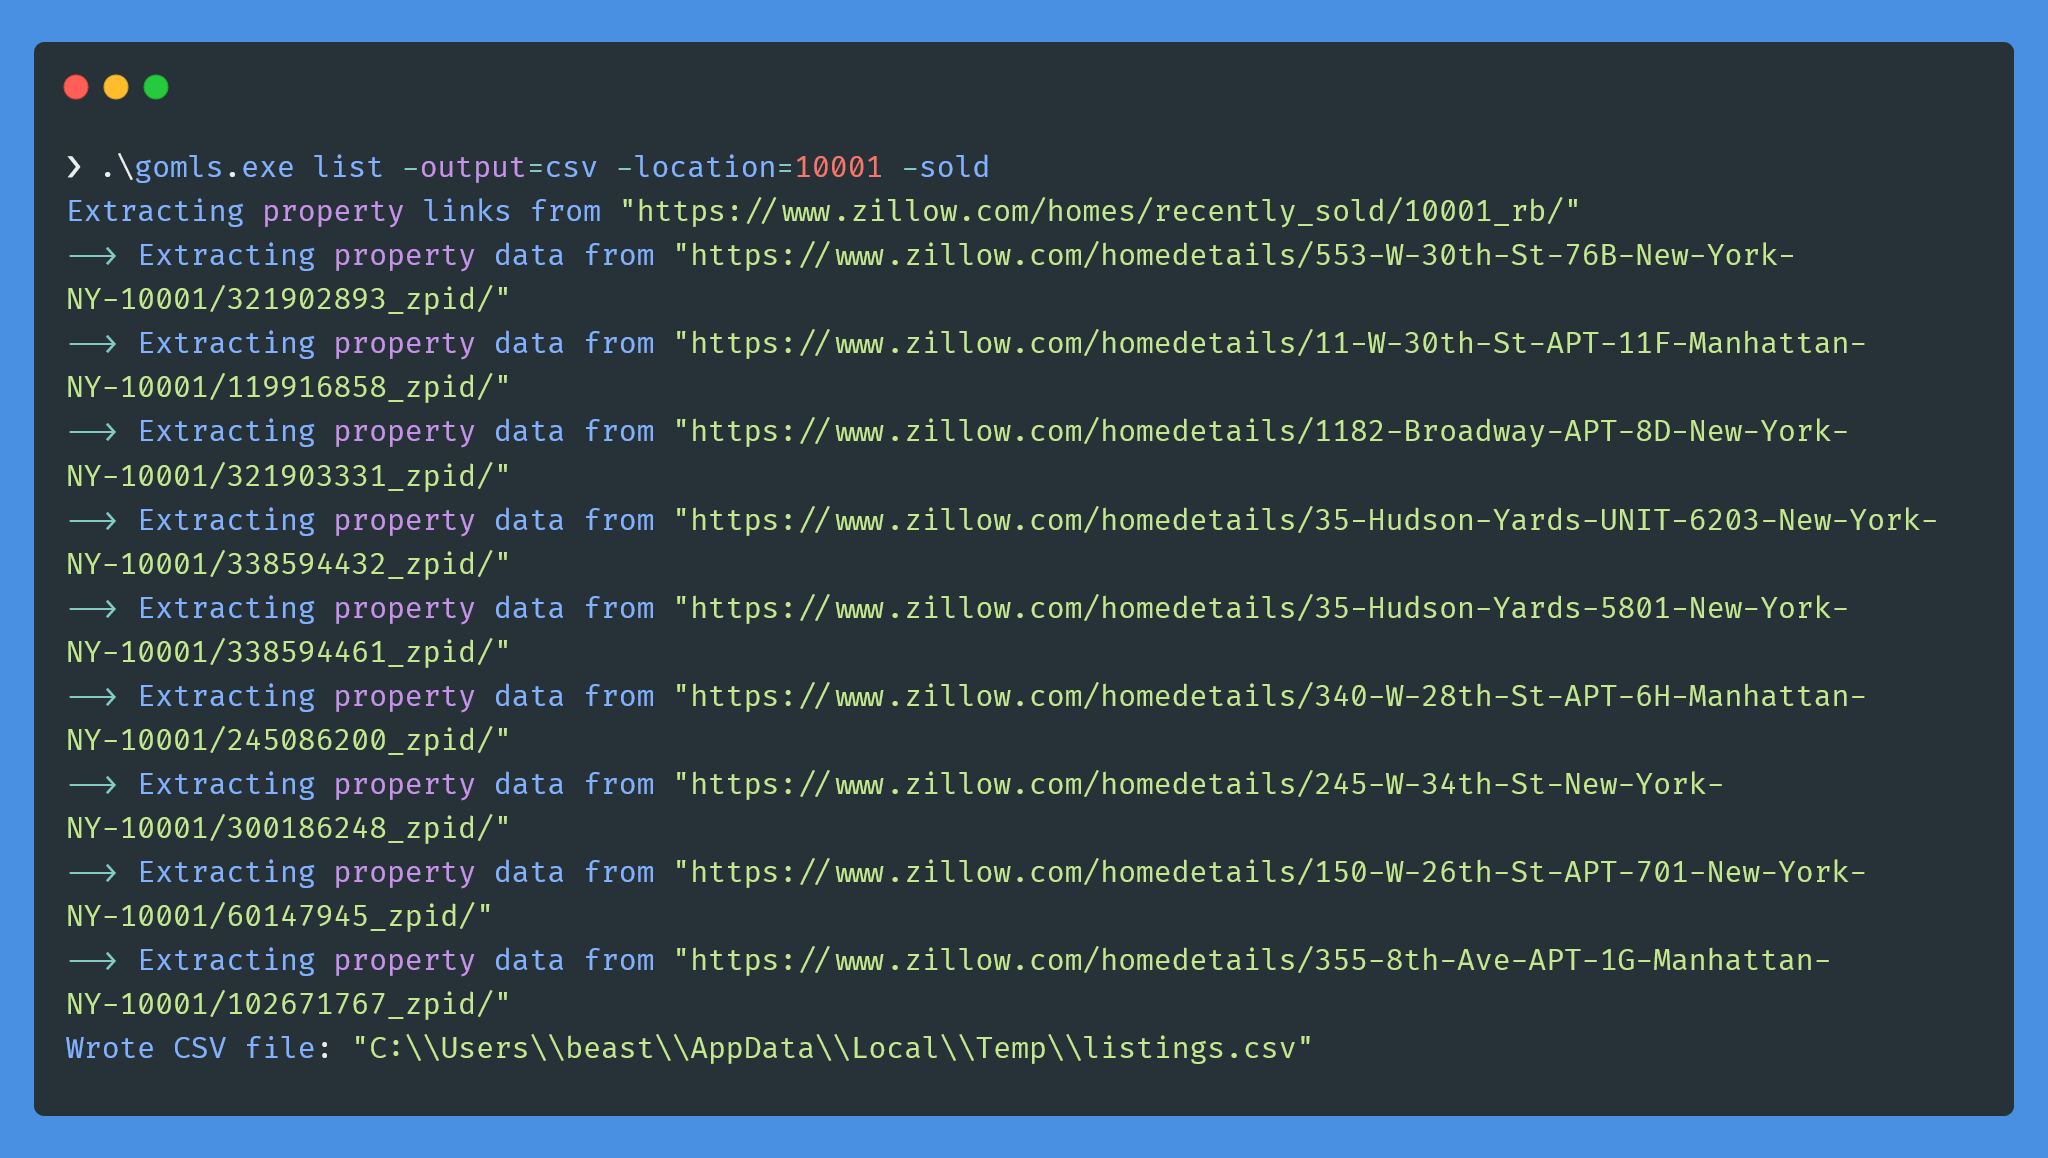 ❯ .\gomls.exe list -output=csv -location=10001 -sold
Extracting property links from "https://www.zillow.com/homes/recently_sold/10001_rb/"
--> Extracting property data from "https://www.zillow.com/homedetails/553-W-30th-St-76B-New-York-
NY-10001/321902893_zpid/"
--> Extracting property data from "https://www.zillow.com/homedetails/11-W-30th-St-APT-11F-Manhattan-
NY-10001/119916858_zpid/"
--> Extracting property data from "https://www.zillow.com/homedetails/1182-Broadway-APT-8D-New-York-
NY-10001/321903331_zpid/"
--> Extracting property data from "https://www.zillow.com/homedetails/35-Hudson-Yards-UNIT-6203-New-York-
NY-10001/338594432_zpid/"
--> Extracting property data from "https://www.zillow.com/homedetails/35-Hudson-Yards-5801-New-York-
NY-10001/338594461_zpid/"
--> Extracting property data from "https://www.zillow.com/homedetails/340-W-28th-St-APT-6H-Manhattan-
NY-10001/245086200_zpid/"
--> Extracting property data from "https://www.zillow.com/homedetails/245-W-34th-St-New-York-
NY-10001/300186248_zpid/"
--> Extracting property data from "https://www.zillow.com/homedetails/150-W-26th-St-APT-701-New-York-
NY-10001/60147945_zpid/"
--> Extracting property data from "https://www.zillow.com/homedetails/355-8th-Ave-APT-1G-Manhattan-
NY-10001/102671767_zpid/"
Wrote CSV file: "C:\\Users\\beast\\AppData\\Local\\Temp\\listings.csv"